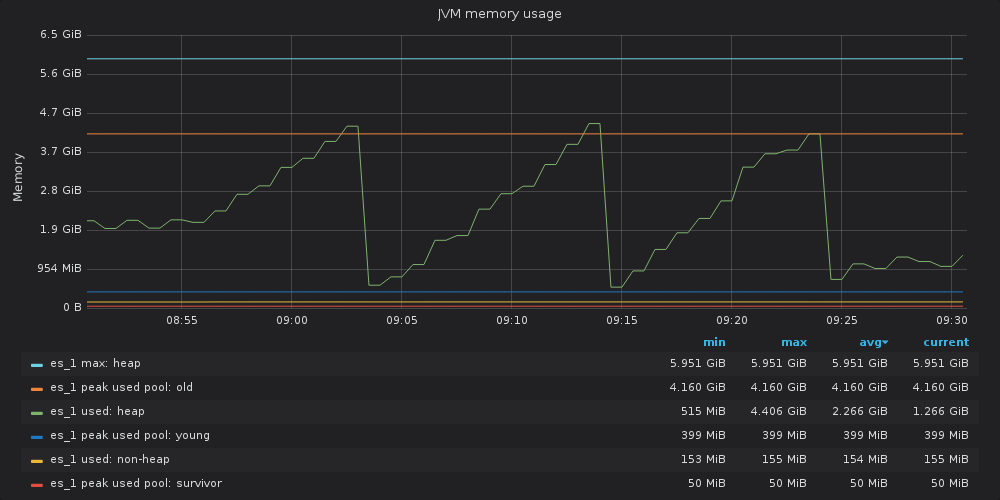 JVM memory usage
6.5 GiB
5.6 GiB
4.7 GiB
3.7 GiB
2.8 GiB
1.9 GiB
954 MiB
0 B
Memory
08:55 09:00 09:05 09:10 09:15 09:20 09:25 09:30
min max avg current
es_1 max: heap 5.951 GiB 5.951 GiB 5.951 GiB 5.951 GiB
es_1 peak used pool: old 4.160 GiB 4.160 GiB 4.160 GiB 4.160 GiB
es_1 used: heap 515 MiB 4.406 GiB 2.266 GiB 1.266 GiB
es_1 peak used pool: young 399 MiB 399 MiB 399 MiB 399 MiB
es_1 used: non-heap 153 MiB 155 MiB 154 MiB 155 MiB
es_1 peak used pool: survivor 50 MiB 50 MiB 50 MiB 50 MiB